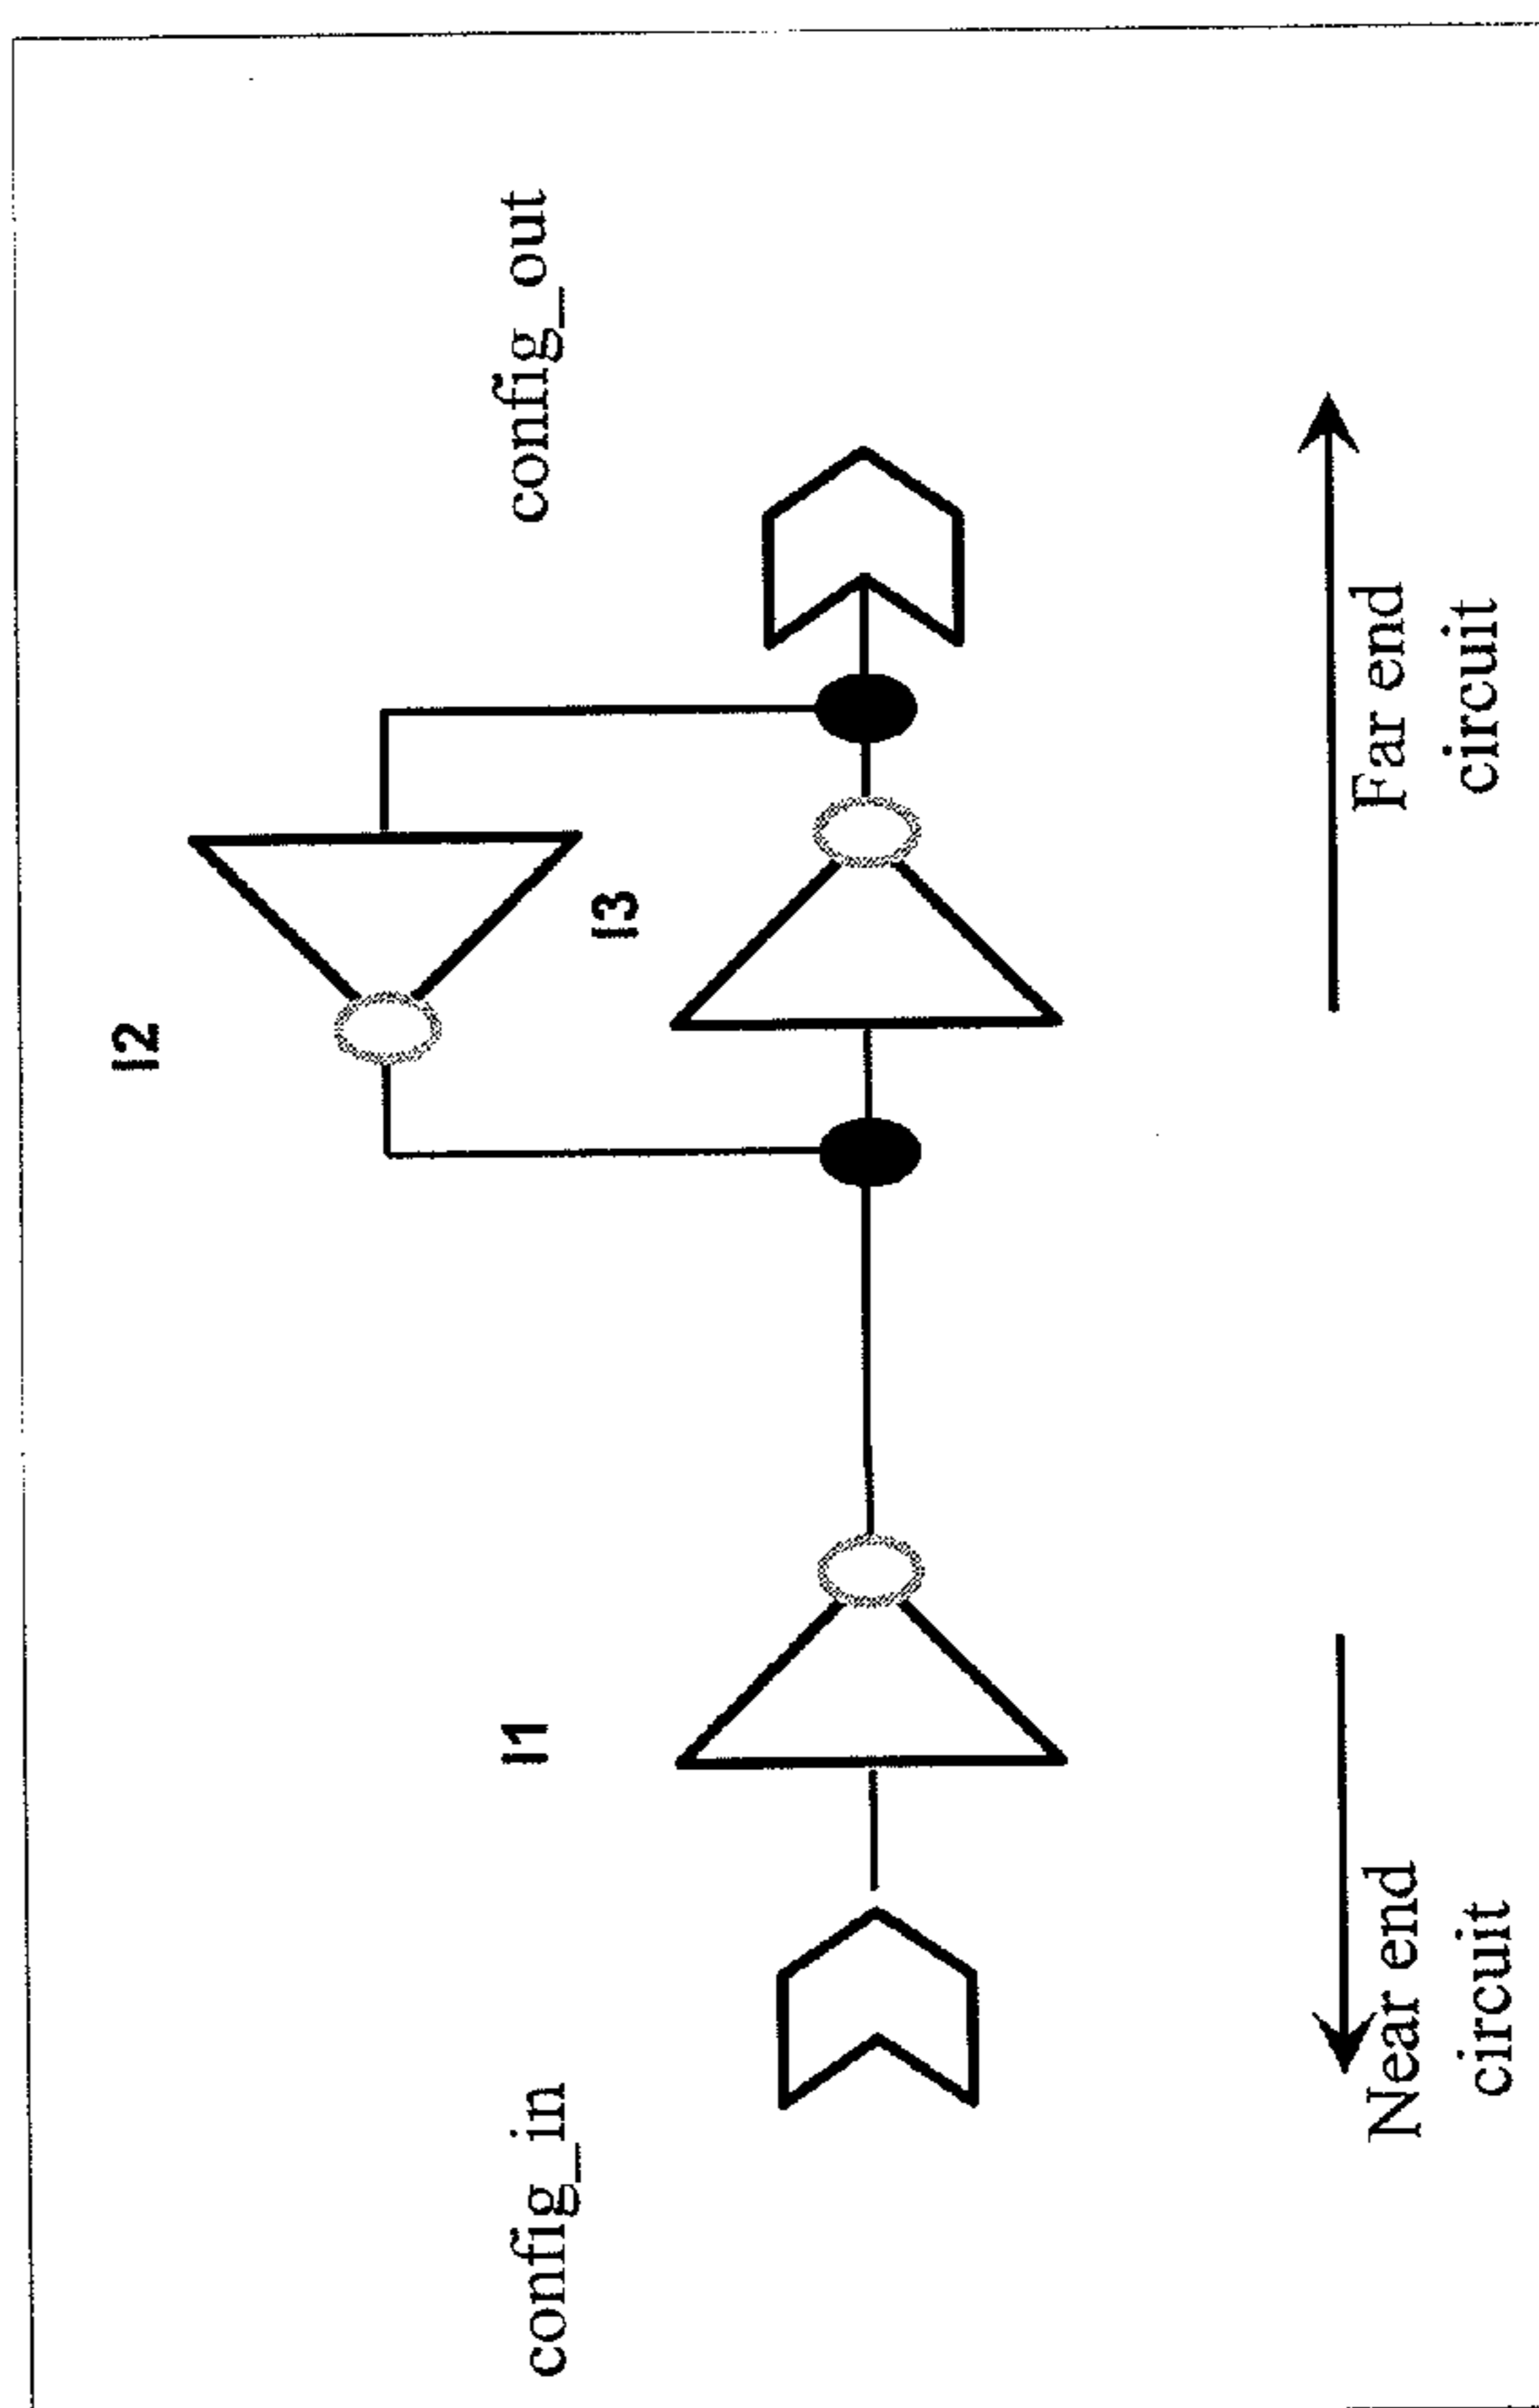 config_in
I1
I2
I3
config_out
Near end
circuit
Far end
circuit